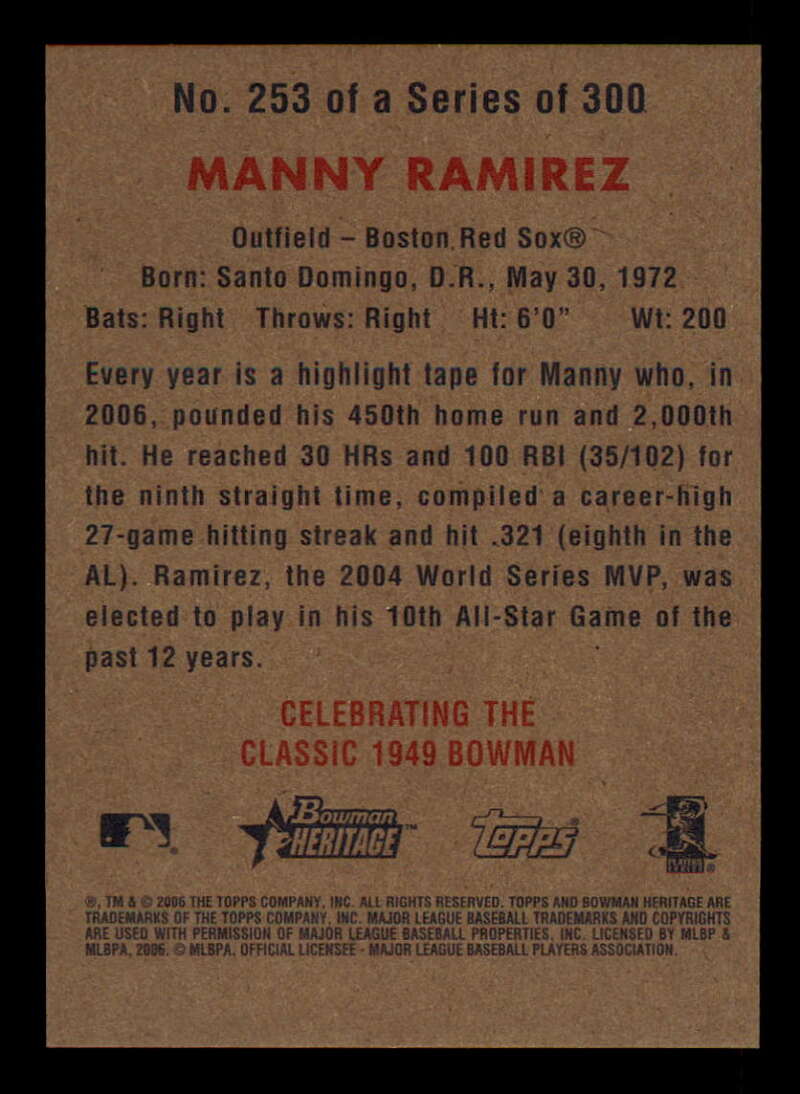 No. 253 of a Series of 300
MANNY RAMIREZ
Outfield – Boston Red Sox®
Born: Santo Domingo, D.R., May 30, 1972
Bats: Right Throws: Right Ht: 6'0" Wt: 200
Every year is a highlight tape for Manny who, in
2006, pounded his 450th home run and 2,000th
hit. He reached 30 HRs and 100 RBI (35/102) for
the ninth straight time, compiled a career-high
27-game hitting streak and hit .321 (eighth in the
AL). Ramirez, the 2004 World Series MVP, was
elected to play in his 10th All-Star Game of the
past 12 years.
CELEBRATING THE
CLASSIC 1949 BOWMAN
Bowman
HERITAGE™
Topps®
PLAYERS
®, TM & © 2006 THE TOPPS COMPANY, INC. ALL RIGHTS RESERVED. TOPPS AND BOWMAN HERITAGE ARE
TRADEMARKS OF THE TOPPS COMPANY, INC. MAJOR LEAGUE BASEBALL TRADEMARKS AND COPYRIGHTS
ARE USED WITH PERMISSION OF MAJOR LEAGUE BASEBALL PROPERTIES, INC. LICENSED BY MLBP &
MLBPA, 2006. © MLBPA, OFFICIAL LICENSEE - MAJOR LEAGUE BASEBALL PLAYERS ASSOCIATION.